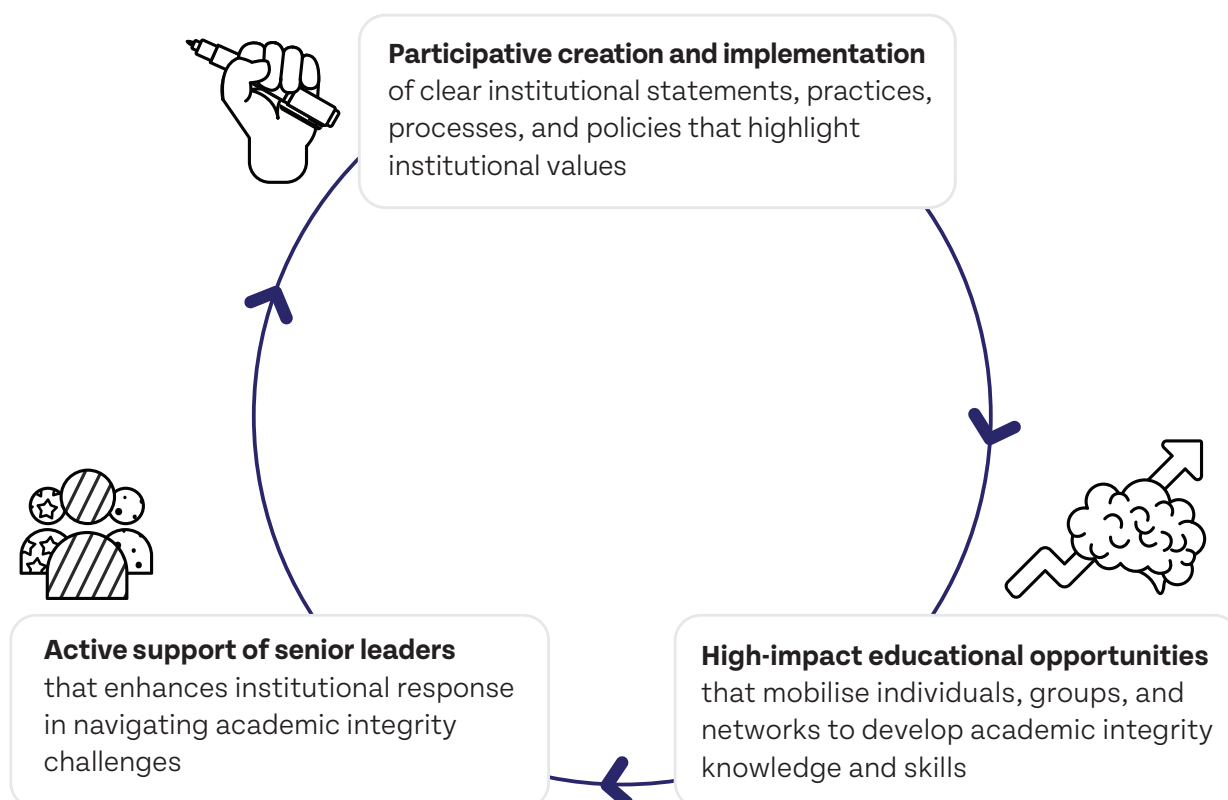 Participative creation and implementation
of clear institutional statements, practices,
processes, and policies that highlight
institutional values
Active support of senior leaders
that enhances institutional response
in navigating academic integrity
challenges
High-impact educational opportunities
that mobilise individuals, groups, and
networks to develop academic integrity
knowledge and skills